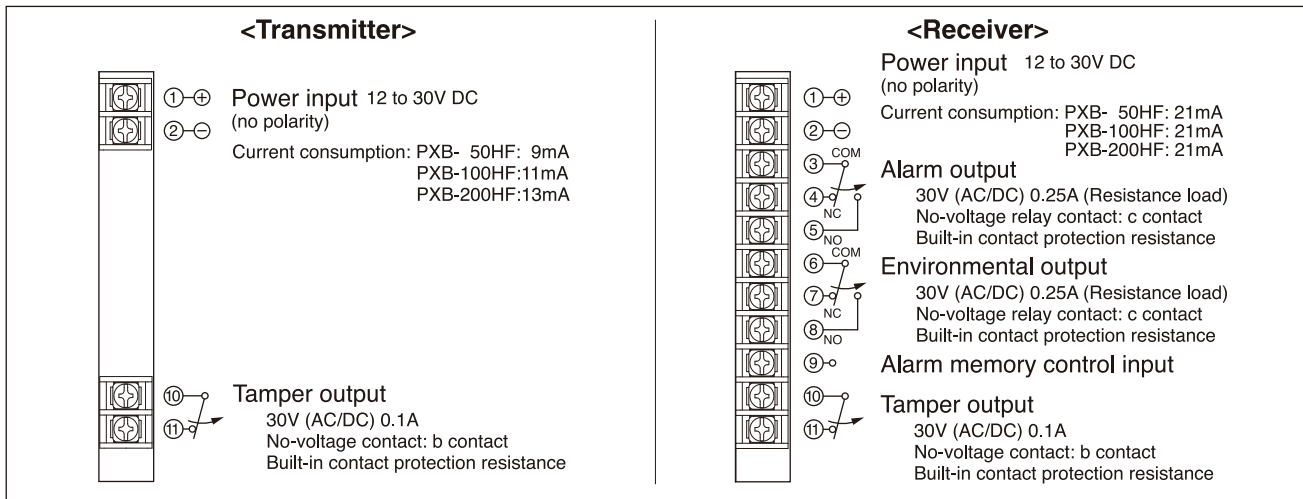 <Transmitter>
① ⊕ Power input 12 to 30V DC
② ⊖ (no polarity)
Current consumption: PXB- 50HF: 9mA
PXB-100HF:11mA
PXB-200HF:13mA
⑩ Tamper output
30V (AC/DC) 0.1A
⑪ No-voltage contact: b contact
Built-in contact protection resistance
<Receiver>
Power input 12 to 30V DC
(no polarity)
① ⊕
Current consumption: PXB- 50HF: 21mA
② ⊖ PXB-100HF: 21mA
PXB-200HF: 21mA
③ COM
Alarm output
④ NC 30V (AC/DC) 0.25A (Resistance load)
No-voltage relay contact: c contact
⑤ NO Built-in contact protection resistance
⑥ COM
Environmental output
⑦ NC 30V (AC/DC) 0.25A (Resistance load)
No-voltage relay contact: c contact
⑧ NO Built-in contact protection resistance
⑨ Alarm memory control input
⑩ Tamper output
30V (AC/DC) 0.1A
⑪ No-voltage contact: b contact
Built-in contact protection resistance